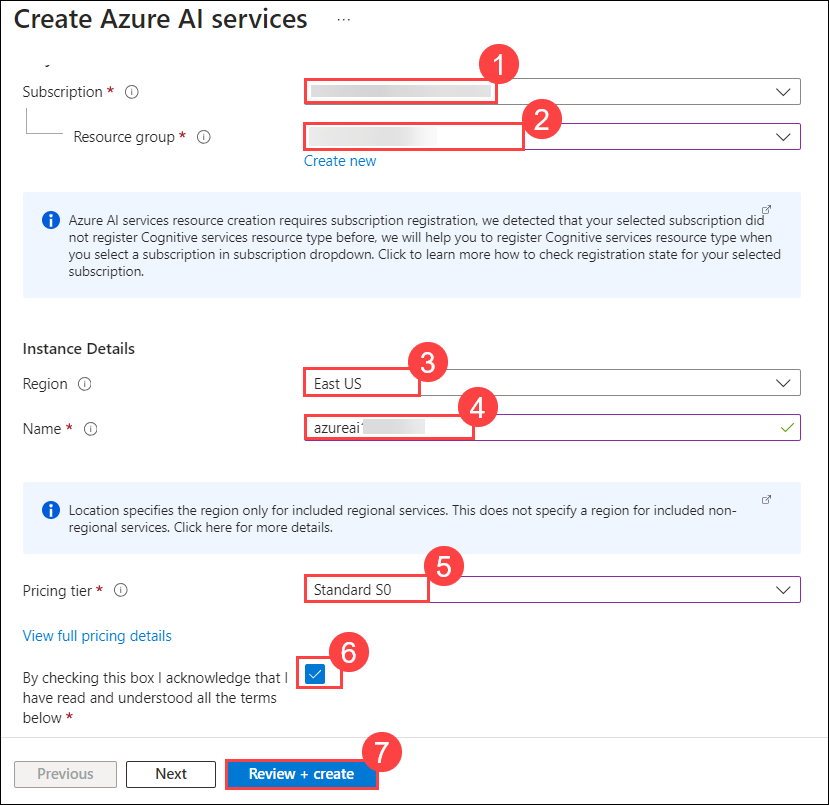 Create Azure AI services ...
1
Subscription *
2
Resource group *
Create new
Azure AI services resource creation requires subscription registration, we detected that your selected subscription did
not register Cognitive services resource type before, we will help you to register Cognitive services resource type when
you select a subscription in subscription dropdown. Click to learn more how to check registration state for your selected
subscription.
Instance Details
3
Region
East US
4
Name *
azureai
Location specifies the region only for included regional services. This does not specify a region for included non-
regional services. Click here for more details.
5
Pricing tier *
Standard S0
View full pricing details
6
By checking this box I acknowledge that I
have read and understood all the terms
below *
7
Previous
Next
Review + create